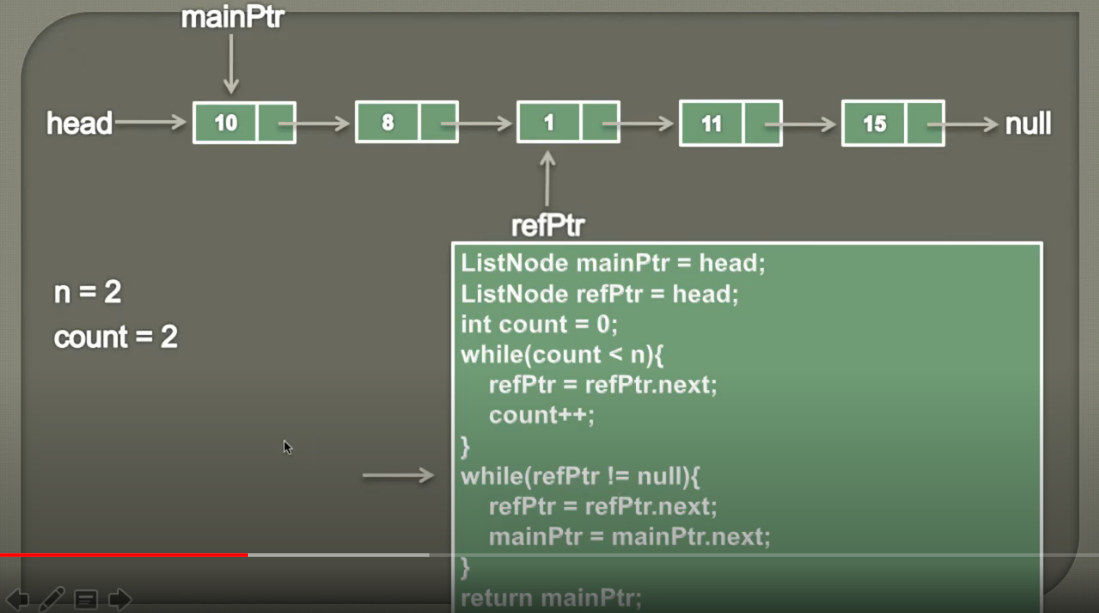 mainPtr
head
10
8
1
11
15
null
refPtr
n = 2
count = 2
ListNode mainPtr = head;
ListNode refPtr = head;
int count = 0;
while(count < n){
refPtr = refPtr.next;
count++;
}
while(refPtr != null){
refPtr = refPtr.next;
mainPtr = mainPtr.next;
}
return mainPtr;